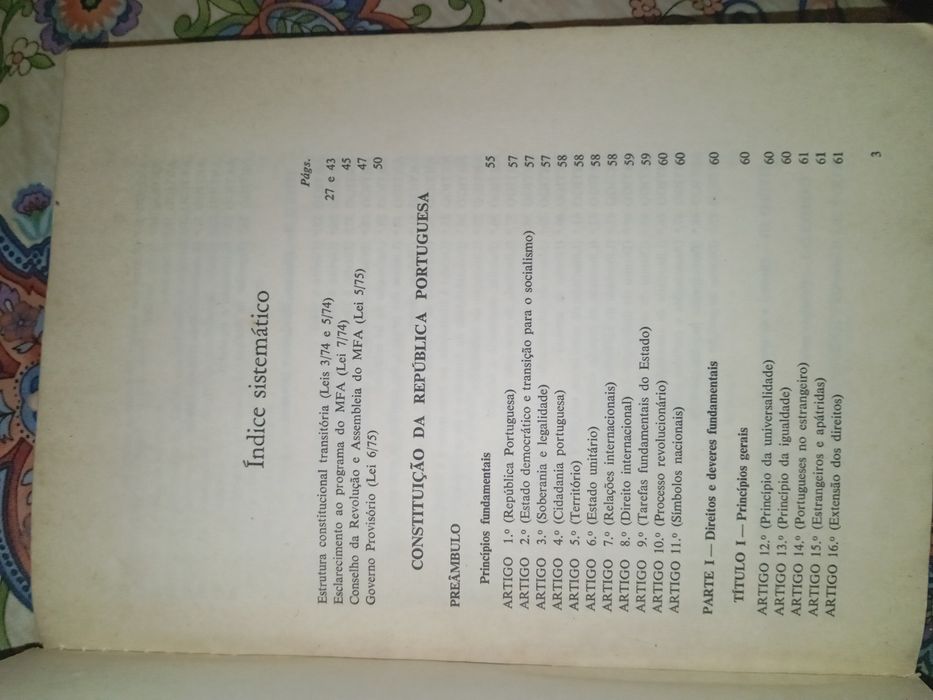 Índice sistemático
Págs.
Estrutura constitucional transitória (Leis 3/74 e 5/74) 27 e 43
Esclarecimento ao programa do MFA (Lei 7/74) 45
Conselho da Revolução e Assembleia do MFA (Lei 5/75) 47
Governo Provisório (Lei 6/75) 50
CONSTITUIÇÃO DA REPÚBLICA PORTUGUESA
PREÂMBULO
Princípios fundamentais 55
ARTIGO 1.º (República Portuguesa) 57
ARTIGO 2.º (Estado democrático e transição para o socialismo) 57
ARTIGO 3.º (Soberania e legalidade) 57
ARTIGO 4.º (Cidadania portuguesa) 58
ARTIGO 5.º (Território) 58
ARTIGO 6.º (Estado unitário) 58
ARTIGO 7.º (Relações internacionais) 58
ARTIGO 8.º (Direito internacional) 59
ARTIGO 9.º (Tarefas fundamentais do Estado) 59
ARTIGO 10.º (Processo revolucionário) 60
ARTIGO 11.º (Símbolos nacionais) 60
PARTE I — Direitos e deveres fundamentais 60
TÍTULO I — Princípios gerais 60
ARTIGO 12.º (Princípio da universalidade) 60
ARTIGO 13.º (Princípio da igualdade) 60
ARTIGO 14.º (Portugueses no estrangeiro) 61
ARTIGO 15.º (Estrangeiros e apátridas) 61
ARTIGO 16.º (Extensão dos direitos) 61
3